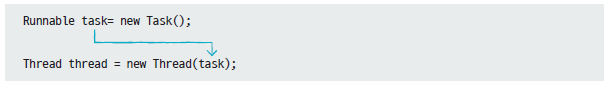 Runnable task= new Task();
Thread thread = new Thread(task);